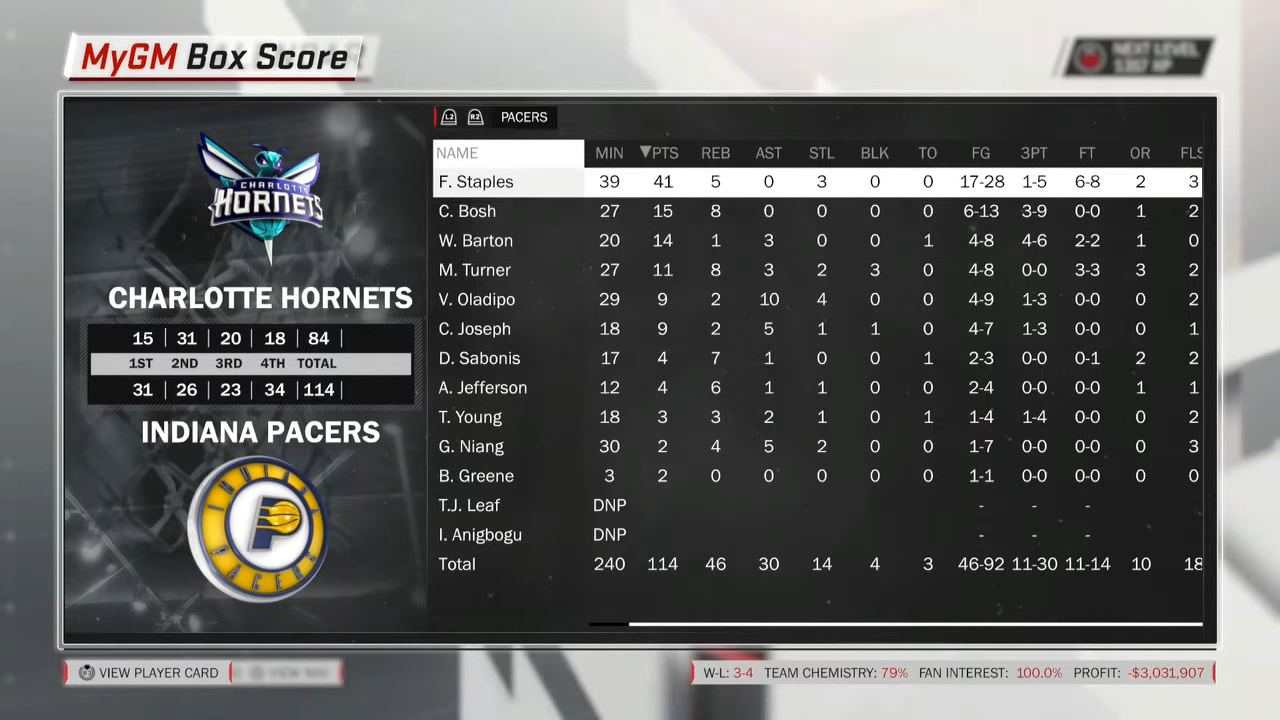 MyGM Box Score
NEXT LEVEL
L2 R2 PACERS
NAME MIN ▼PTS REB AST STL BLK TO FG 3PT FT OR FLS
F. Staples 39 41 5 0 3 0 0 17-28 1-5 6-8 2 3
C. Bosh 27 15 8 0 0 0 0 6-13 3-9 0-0 1 2
W. Barton 20 14 1 3 0 0 1 4-8 4-6 2-2 1 0
M. Turner 27 11 8 3 2 3 0 4-8 0-0 3-3 3 2
V. Oladipo 29 9 2 10 4 0 0 4-9 1-3 0-0 0 2
C. Joseph 18 9 2 5 1 1 0 4-7 1-3 0-0 0 1
D. Sabonis 17 4 7 1 0 0 1 2-3 0-0 0-1 2 2
A. Jefferson 12 4 6 1 1 0 0 2-4 0-0 0-0 1 1
T. Young 18 3 3 2 1 0 1 1-4 1-4 0-0 0 2
G. Niang 30 2 4 5 2 0 0 1-7 0-0 0-0 0 3
B. Greene 3 2 0 0 0 0 0 1-1 0-0 0-0 0 0
T.J. Leaf DNP - - -
I. Anigbogu DNP - - -
Total 240 114 46 30 14 4 3 46-92 11-30 11-14 10 18
CHARLOTTE
HORNETS
CHARLOTTE HORNETS
15 31 20 18 84
1ST 2ND 3RD 4TH TOTAL
31 26 23 34 114
INDIANA PACERS
INDIANA
PACERS
VIEW PLAYER CARD
W-L: 3-4 TEAM CHEMISTRY: 79% FAN INTEREST: 100.0% PROFIT: -$3,031,907